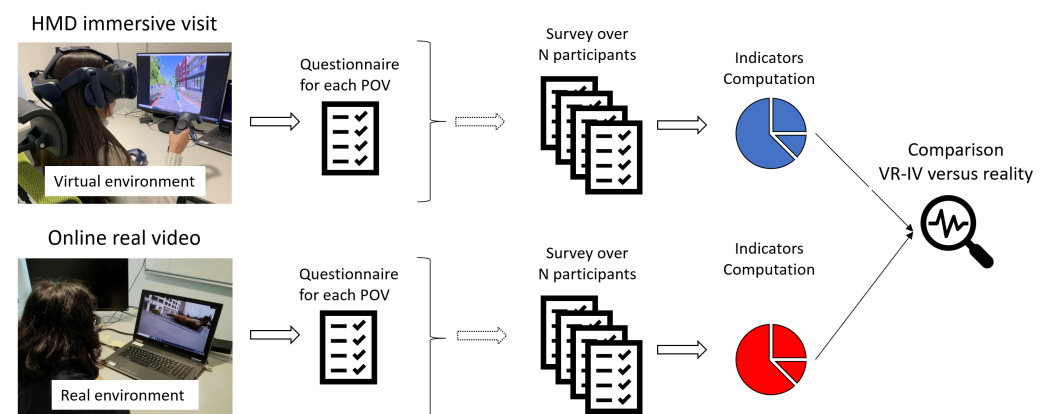 HMD immersive visit
Virtual environment
Questionnaire
for each POV
Survey over
N participants
Indicators
Computation
Comparison
VR-IV versus reality
Online real video
Real environment
Questionnaire
for each POV
Survey over
N participants
Indicators
Computation